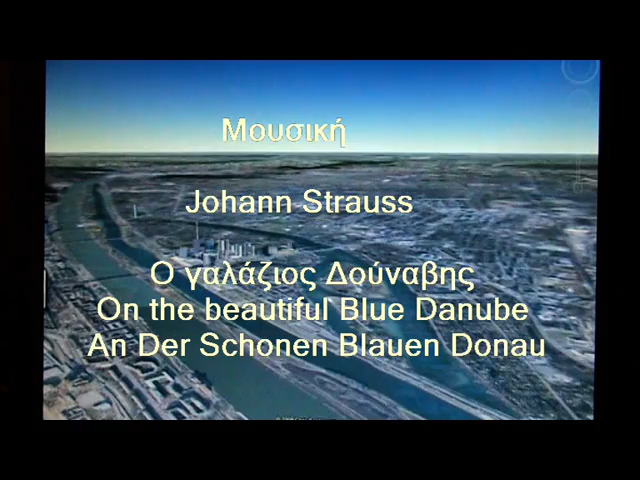 Μουσική
Johann Strauss
Ο γαλάζιος Δούναβης
On the beautiful Blue Danube
An Der Schonen Blauen Donau